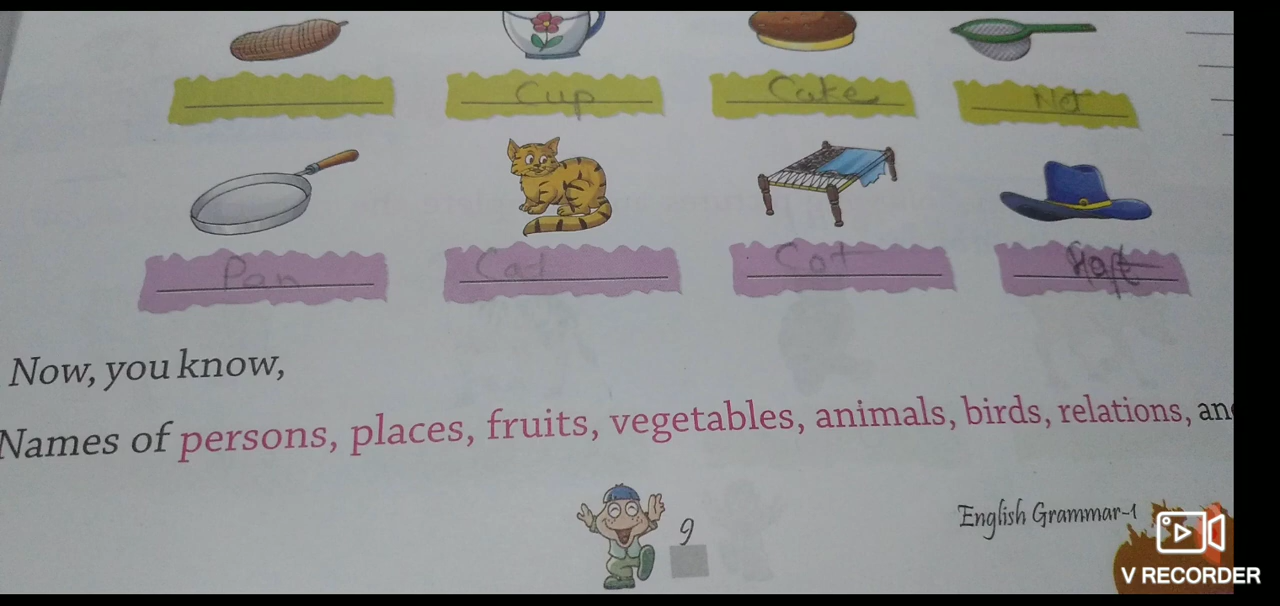 Cup Cake Net
Pan Cat Cot
Now, you know,
Names of persons, places, fruits, vegetables, animals, birds, relations, an
9
English Grammar-1
V RECORDER